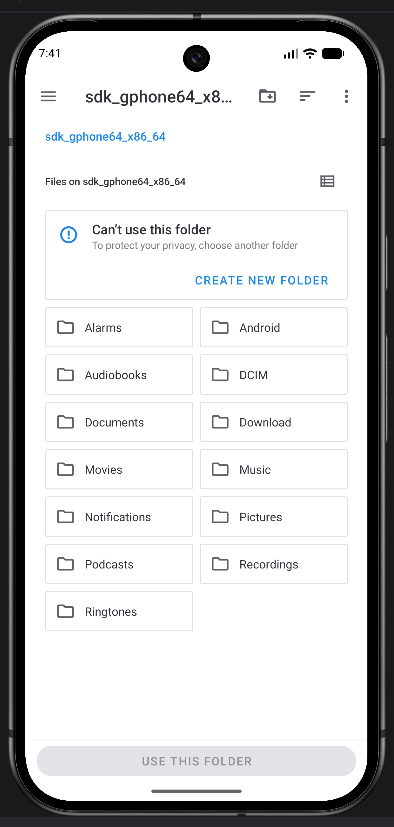 7:41
sdk_gphone64_x8...
sdk_gphone64_x86_64
Files on sdk_gphone64_x86_64
Can't use this folder
To protect your privacy, choose another folder
CREATE NEW FOLDER
Alarms
Android
Audiobooks
DCIM
Documents
Download
Movies
Music
Notifications
Pictures
Podcasts
Recordings
Ringtones
USE THIS FOLDER